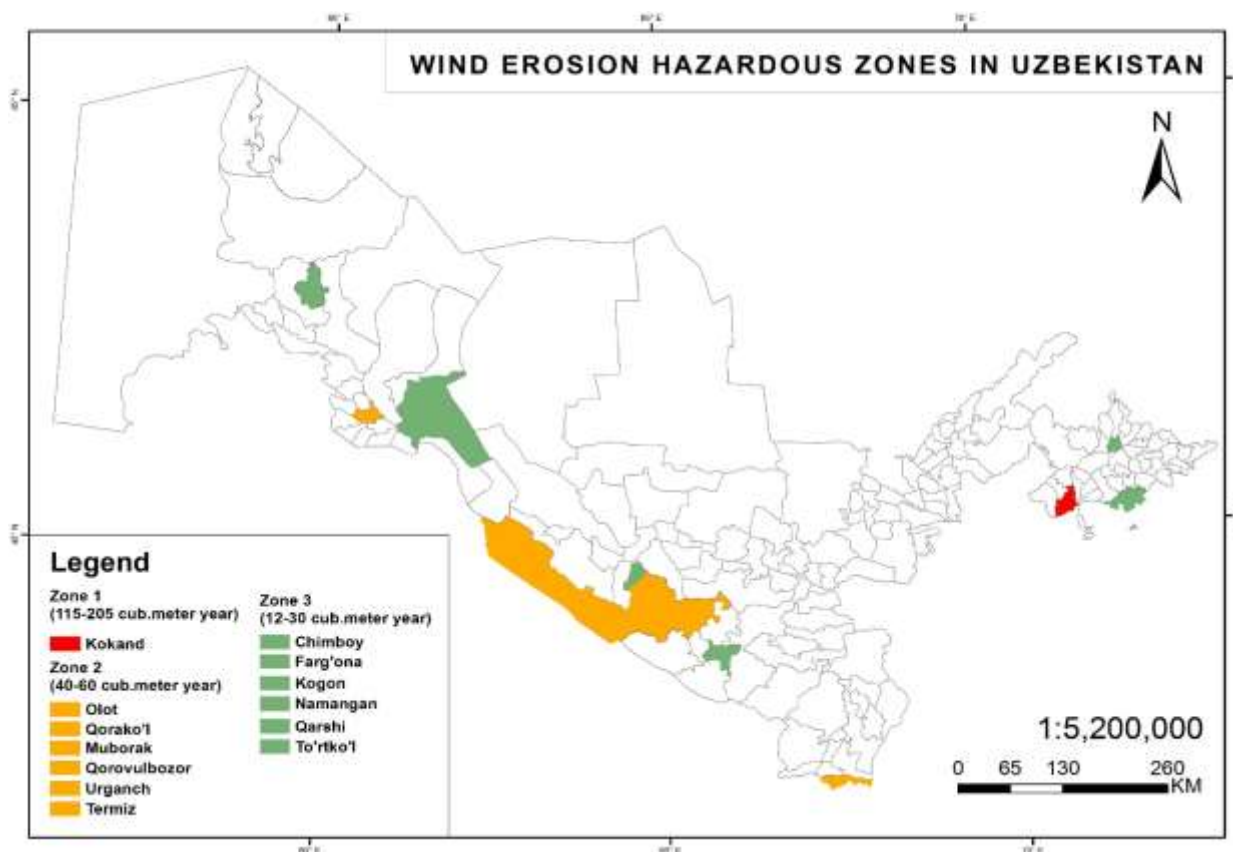 WIND EROSION HAZARDOUS ZONES IN UZBEKISTAN
N
Legend
Zone 1
(115-205 cub.meter year)
Kokand
Zone 2
(40-60 cub.meter year)
Olot
Qorako'l
Muborak
Qorovulbozor
Urganch
Termiz
Zone 3
(12-30 cub.meter year)
Chimboy
Farg'ona
Kogon
Namangan
Qarshi
To'rtko'l
1:5,200,000
0 65 130 260
KM